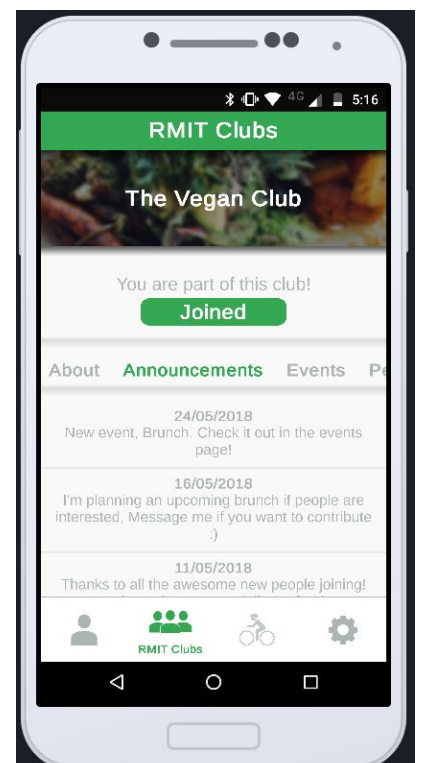 4G 5:16
RMIT Clubs
The Vegan Club
You are part of this club!
Joined
About Announcements Events Pe
24/05/2018
New event, Brunch. Check it out in the events
page!
16/05/2018
I'm planning an upcoming brunch if people are
interested, Message me if you want to contribute
:)
11/05/2018
Thanks to all the awesome new people joining!
RMIT Clubs